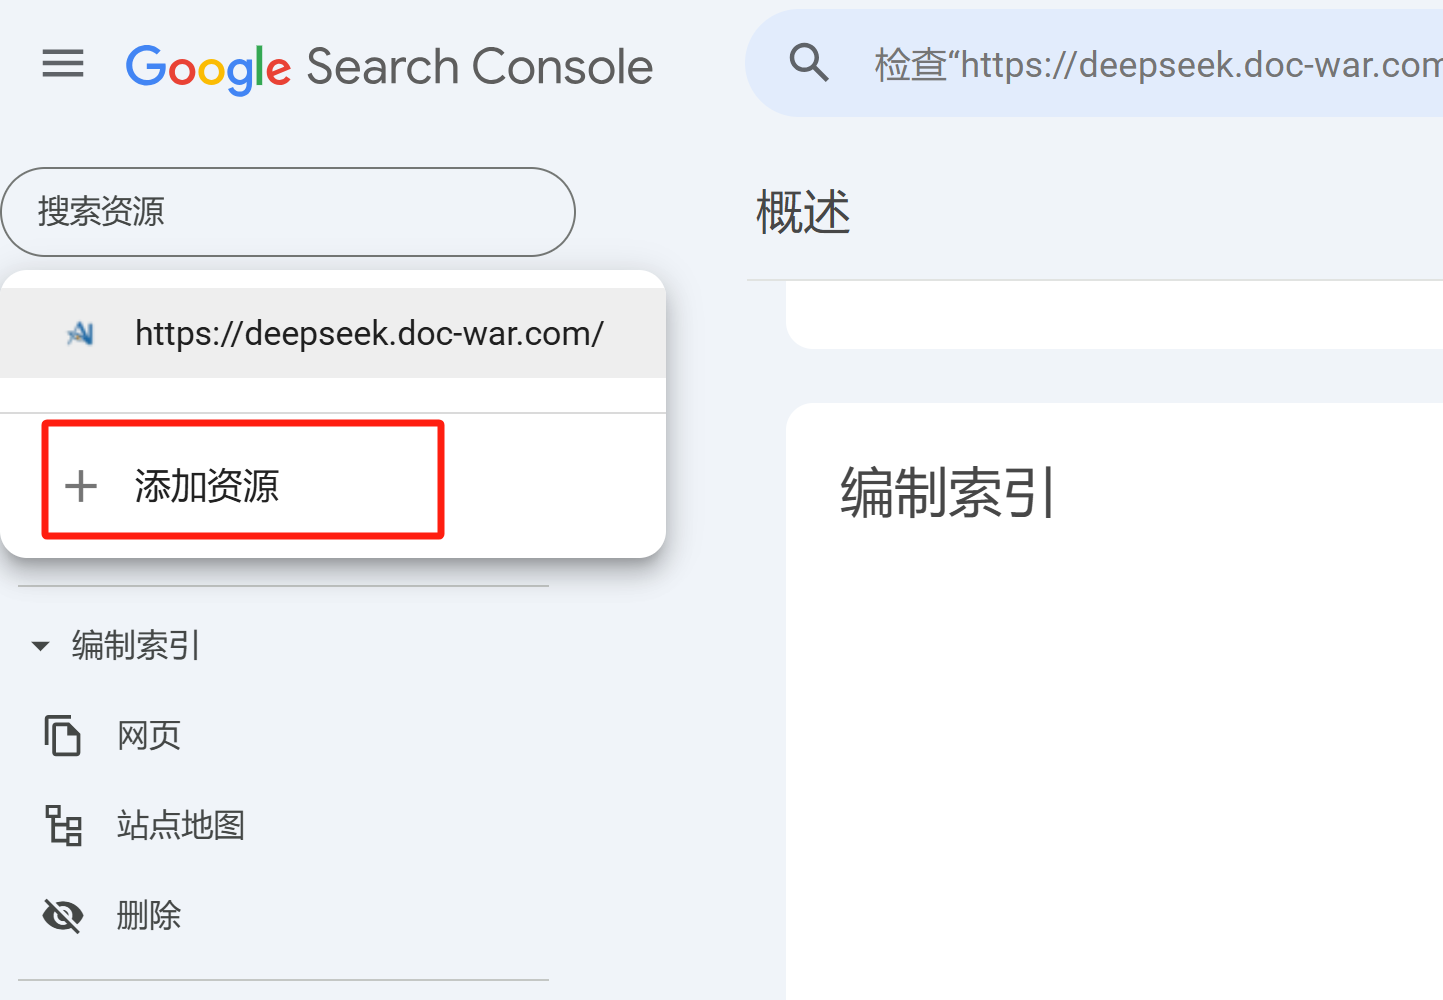 Google Search Console
检查“https://deepseek.doc-war.com
搜索资源
概述
https://deepseek.doc-war.com/
添加资源
编制索引
编制索引
网页
站点地图
删除